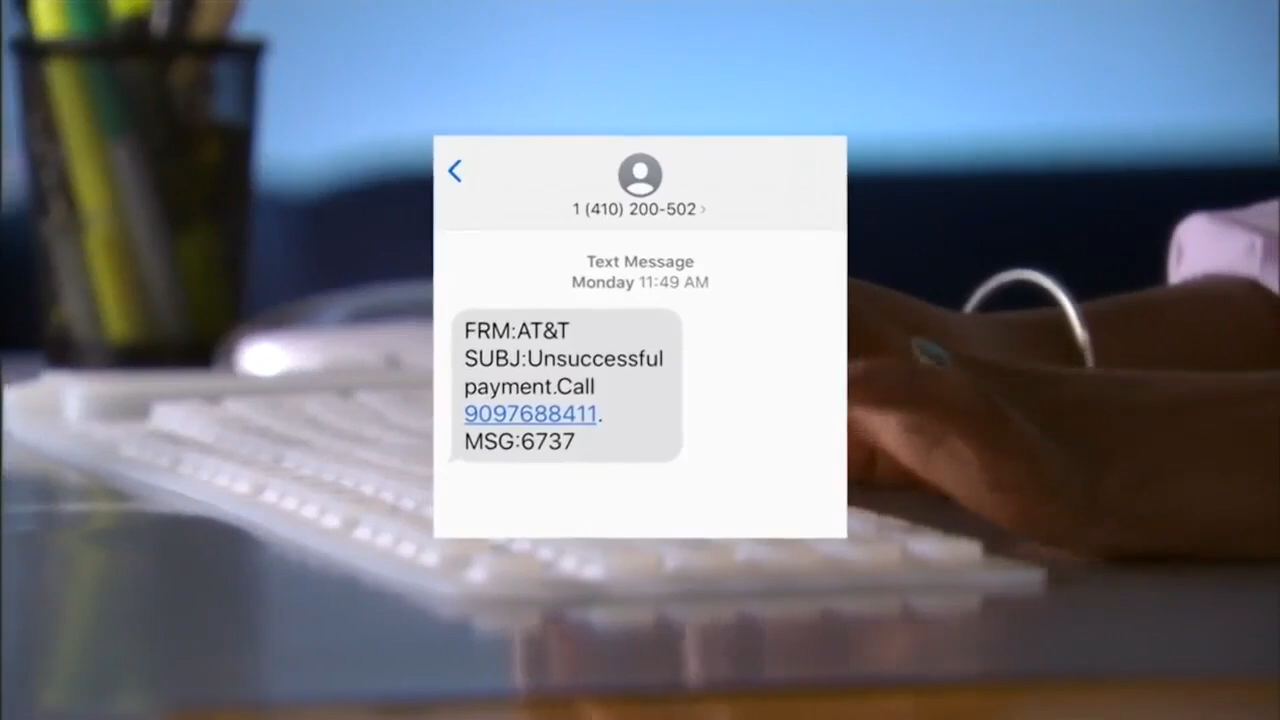 1 (410) 200-502 ›
Text Message
Monday 11:49 AM
FRM:AT&T
SUBJ:Unsuccessful
payment.Call
9097688411.
MSG:6737